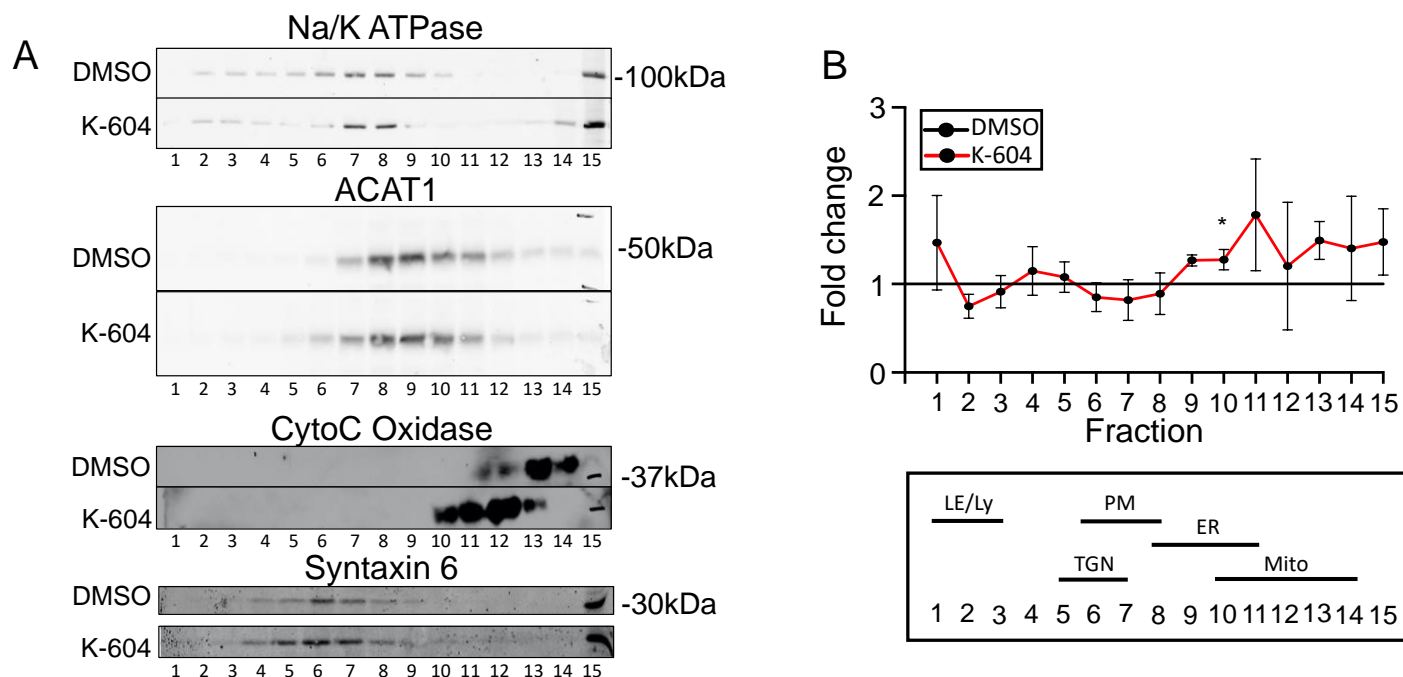 A
Na/K ATPase
DMSO
-100kDa
K-604
1 2 3 4 5 6 7 8 9 10 11 12 13 14 15
ACAT1
DMSO
-50kDa
K-604
1 2 3 4 5 6 7 8 9 10 11 12 13 14 15
CytoC Oxidase
DMSO
-37kDa
K-604
1 2 3 4 5 6 7 8 9 10 11 12 13 14 15
Syntaxin 6
DMSO
-30kDa
K-604
1 2 3 4 5 6 7 8 9 10 11 12 13 14 15
B
3
2
1
0
Fold change
DMSO
K-604
*
1 2 3 4 5 6 7 8 9 10 11 12 13 14 15
Fraction
LE/Ly
PM
ER
TGN
Mito
1 2 3 4 5 6 7 8 9 10 11 12 13 14 15